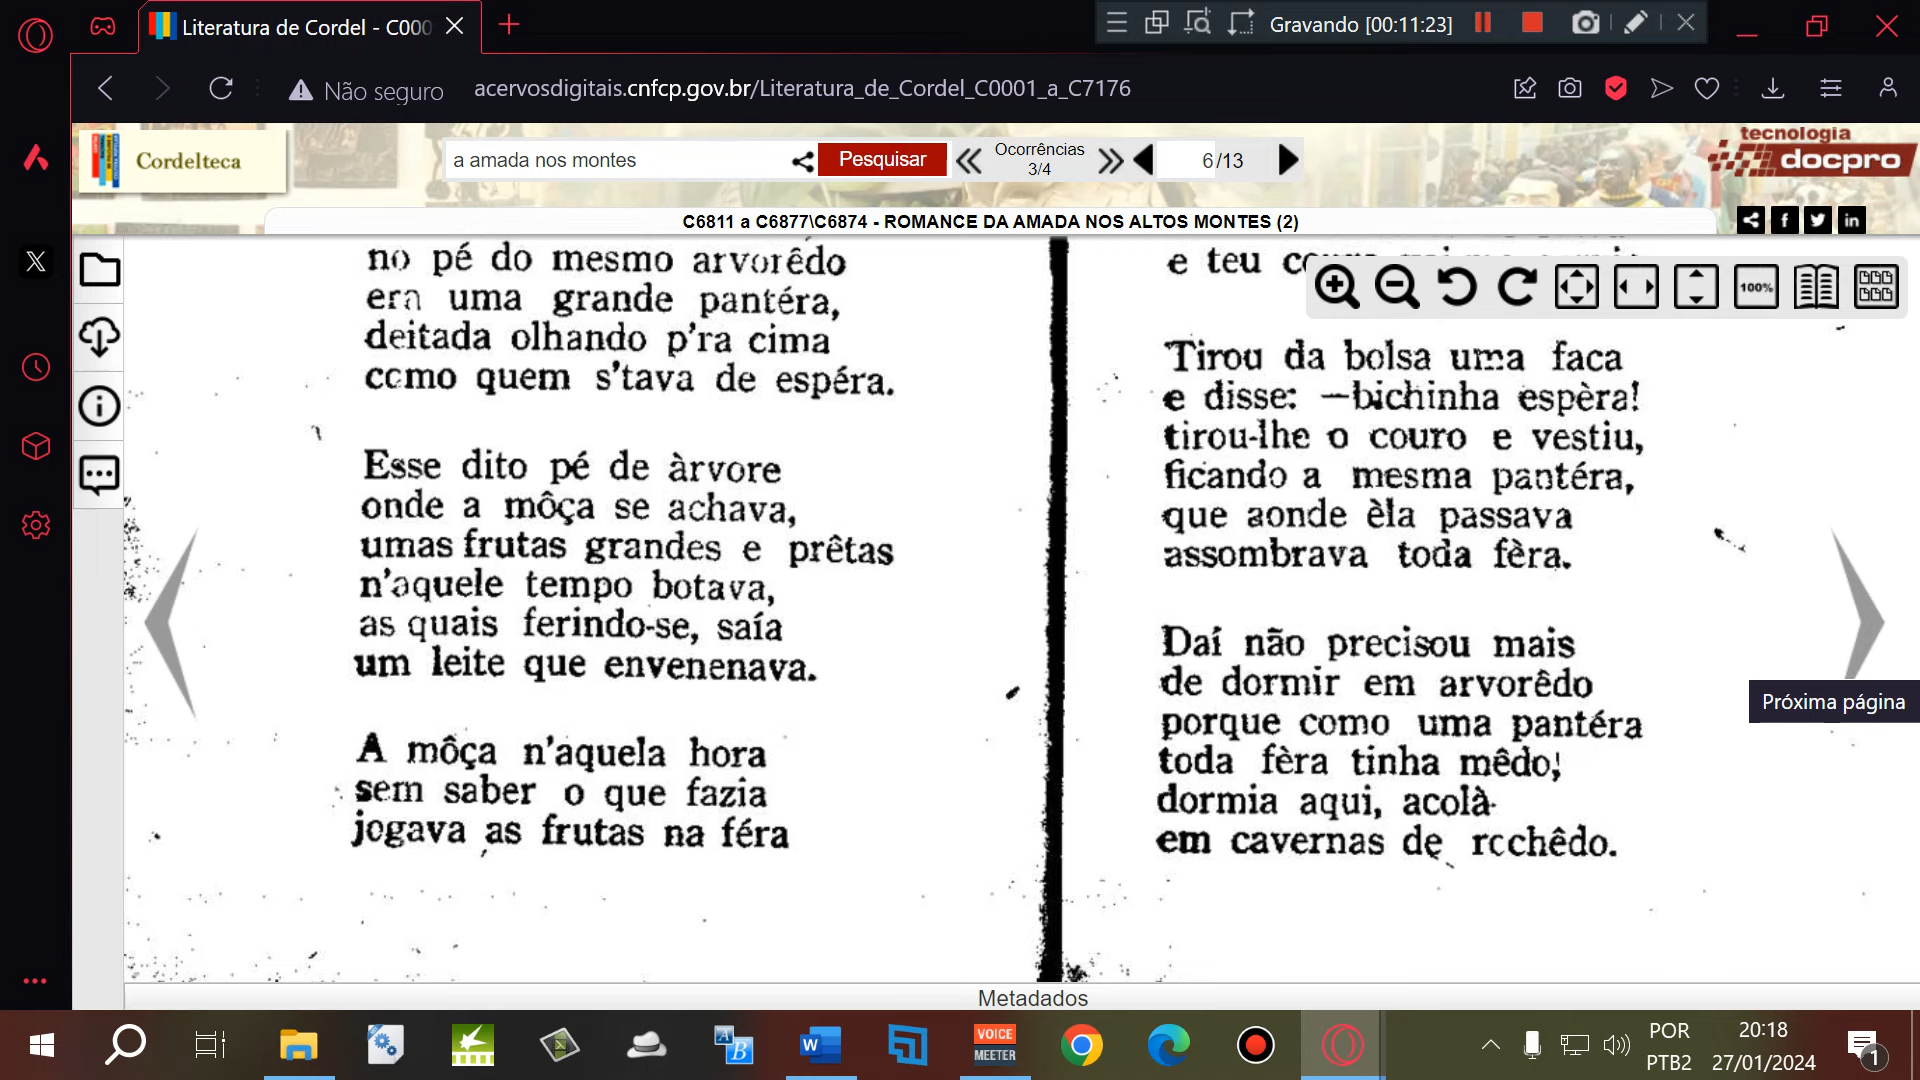 Literatura de Cordel - C000
Gravando [00:11:23]
Não seguro
acervosdigitais.cnfcp.gov.br/Literatura_de_Cordel_C0001_a_C7176
Cordelteca
a amada nos montes
Pesquisar
Ocorrências
3/4
6 /13
tecnologia
docpro
C6811 a C6877\C6874 - ROMANCE DA AMADA NOS ALTOS MONTES (2)
100%
no pé do mesmo arvorêdo
era uma grande pantéra,
deitada olhando p'ra cima
como quem s'tava de espéra.
Esse dito pé de àrvore
onde a môça se achava,
umas frutas grandes e prêtas
n'aquele tempo botava,
as quais ferindo-se, saía
um leite que envenenava.
A môça n'aquela hora
sem saber o que fazia
jogava as frutas na féra
e teu
Tirou da bolsa uma faca
e disse: —bichinha espèra!
tirou-lhe o couro e vestiu,
ficando a mesma pantéra,
que aonde èla passava
assombrava toda fèra.
Daí não precisou mais
de dormir em arvorêdo
porque como uma pantéra
toda fèra tinha mêdo;
dormia aqui, acolà
em cavernas de rochêdo.
Próxima página
Metadados
VOICE
MEETER
POR
PTB2
20:18
27/01/2024
1